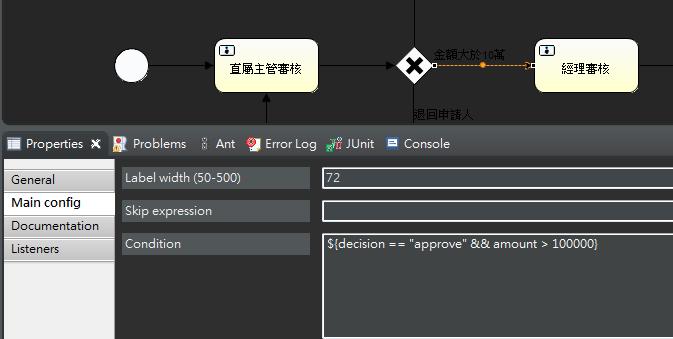 金額大於10萬
直屬主管審核
經理審核
退回申請人
Properties Problems Ant Error Log JUnit Console
General
Main config
Documentation
Listeners
Label width (50-500) 72
Skip expression
Condition ${decision == "approve" && amount > 100000}